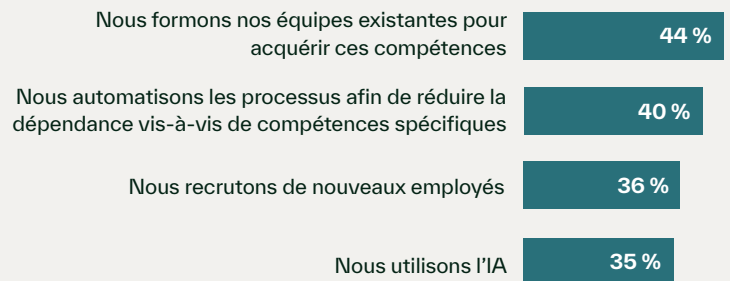 Nous formons nos équipes existantes pour
acquérir ces compétences
44 %
Nous automatisons les processus afin de réduire la
dépendance vis-à-vis de compétences spécifiques
40 %
Nous recrutons de nouveaux employés
36 %
Nous utilisons l’IA
35 %